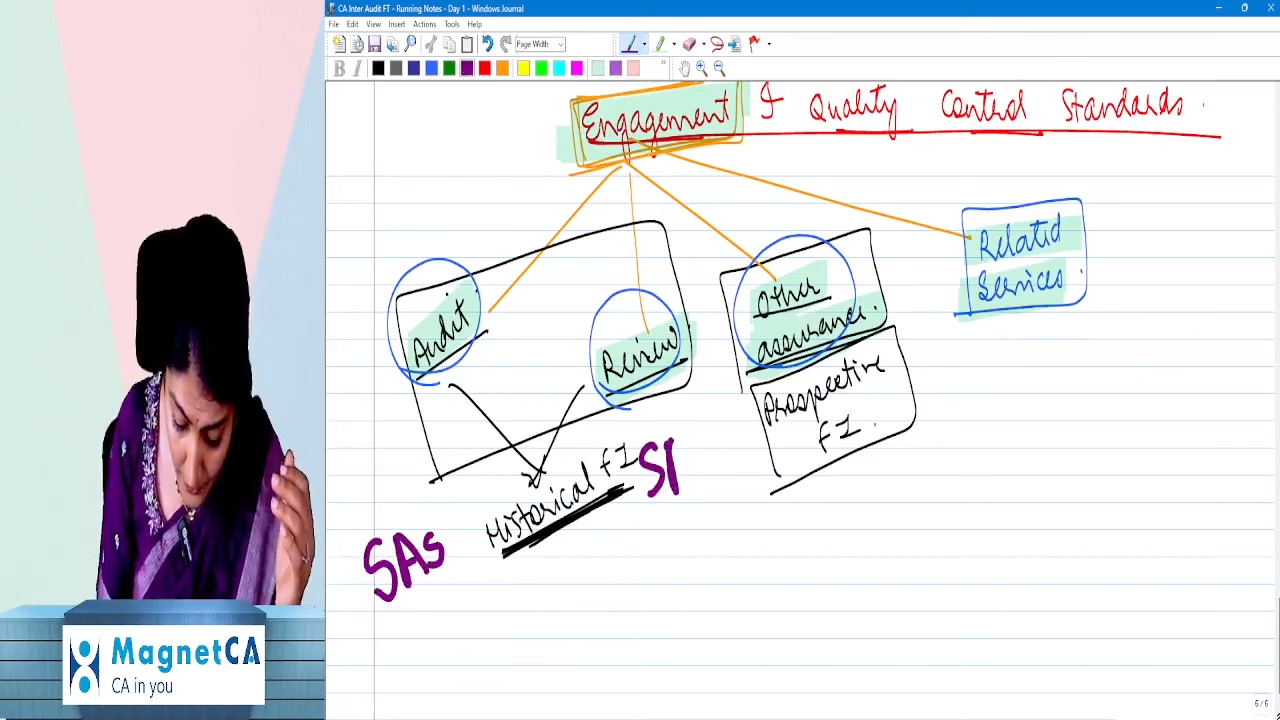 CA Inter Audit FT - Running Notes - Day 1 - Windows Journal
File Edit View Insert Actions Tools Help
Page Width
B I
Engagement & Quality Control Standards.
Audit
Review
Other
assurance.
Related
Services.
Prospective
FI.
Historical FI
SAs
MagnetCA
CA in you
6 / 6